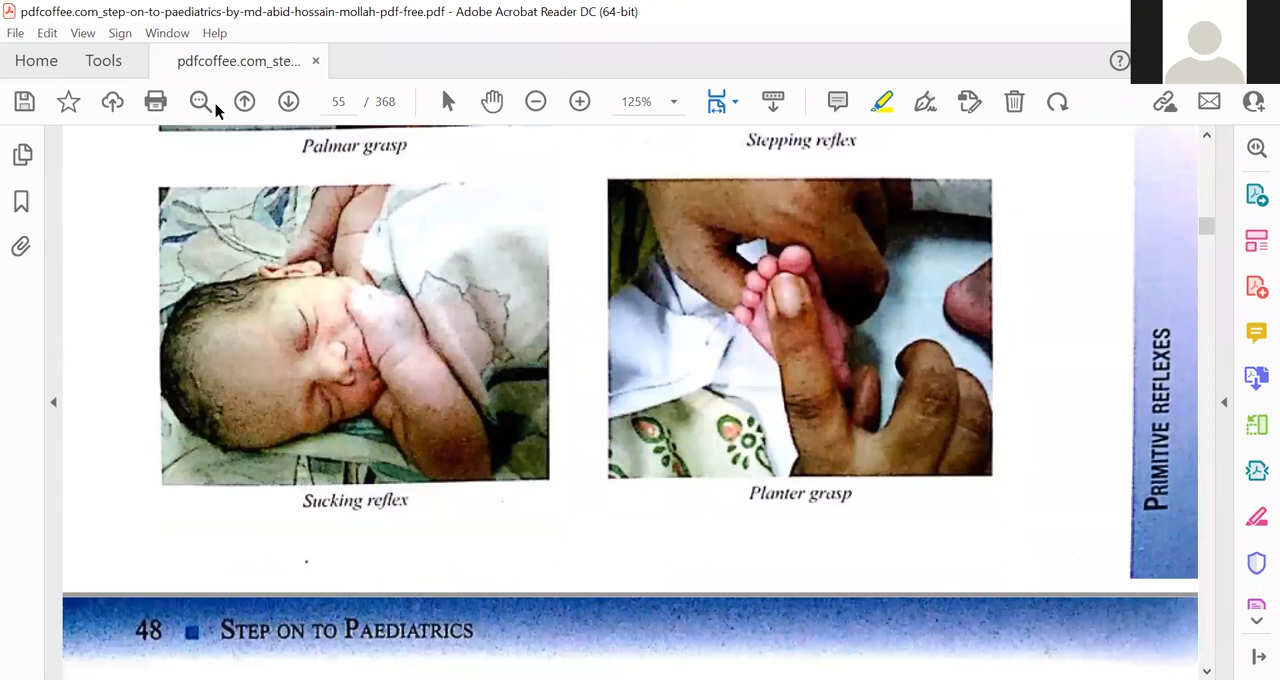 pdfcoffee.com_step-on-to-paediatrics-by-md-abid-hossain-mollah-pdf-free.pdf - Adobe Acrobat Reader DC (64-bit)
File Edit View Sign Window Help
Home Tools pdfcoffee.com_ste... ×
55 / 368 125%
Palmar grasp
Stepping reflex
Sucking reflex
Planter grasp
PRIMITIVE REFLEXES
48 ■ STEP ON TO PAEDIATRICS